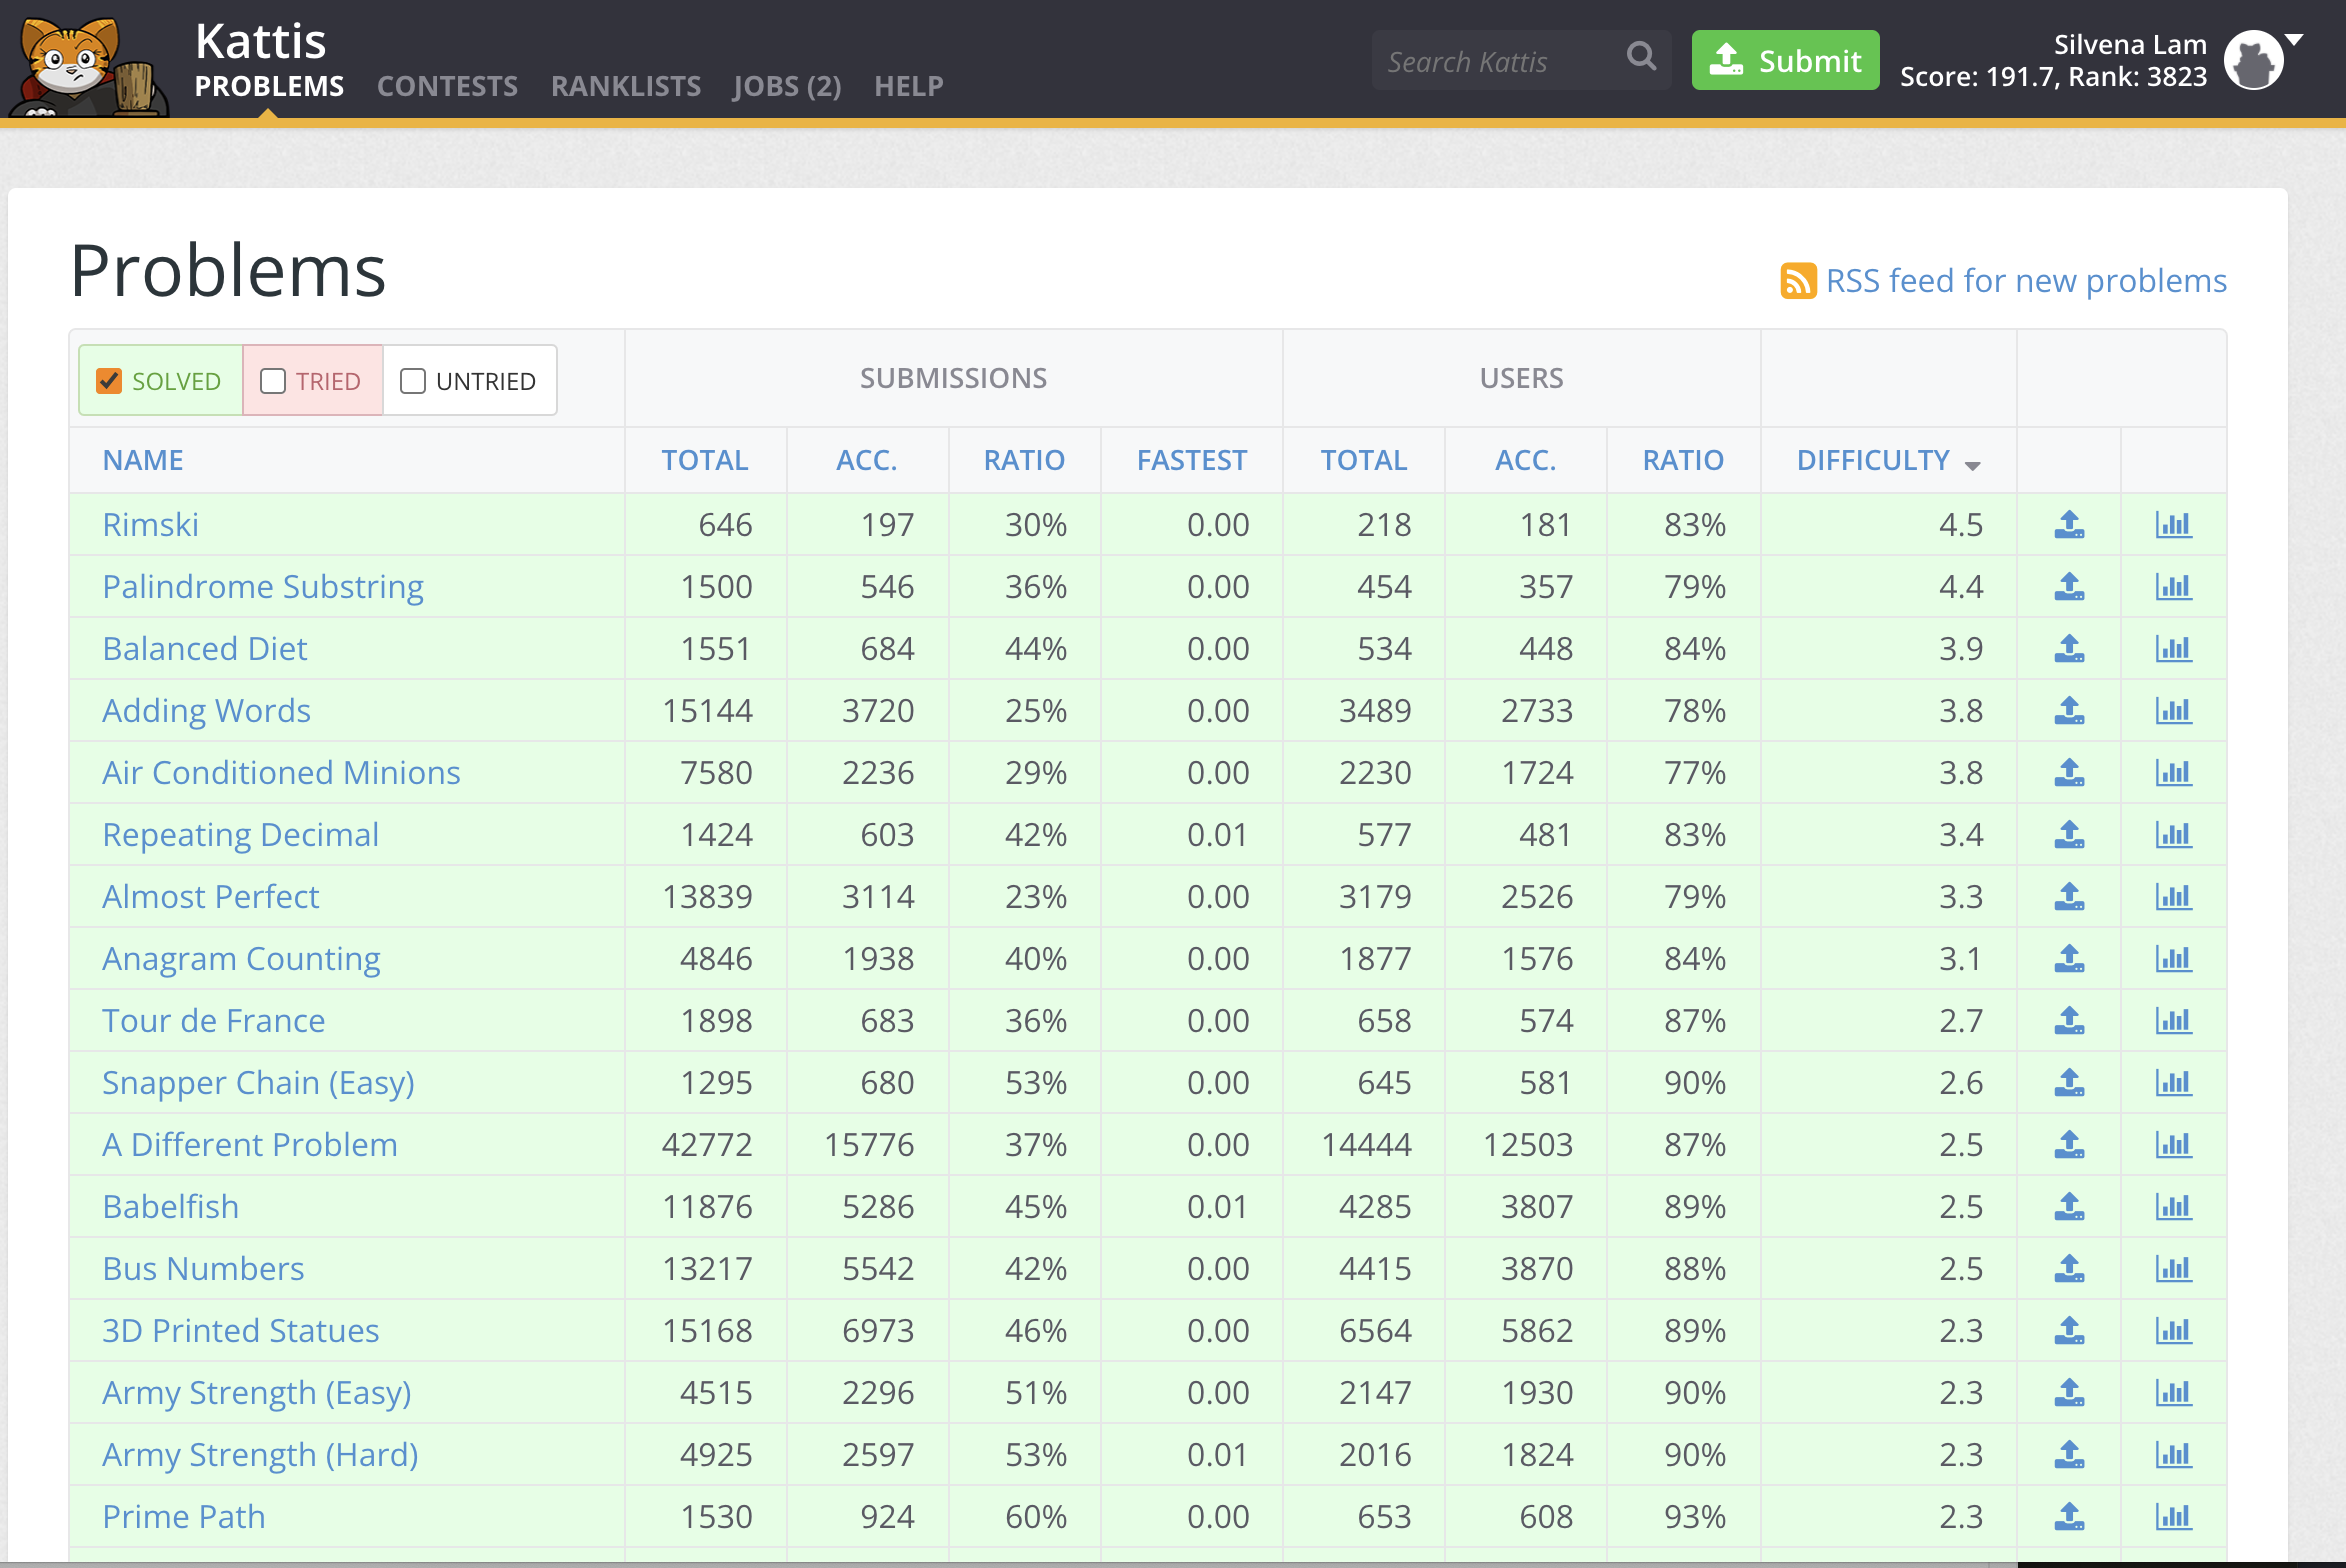 Kattis
PROBLEMS CONTESTS RANKLISTS JOBS (2) HELP
Search Kattis
Submit
Silvena Lam
Score: 191.7, Rank: 3823
Problems
RSS feed for new problems
SOLVED TRIED UNTRIED SUBMISSIONS USERS
NAME TOTAL ACC. RATIO FASTEST TOTAL ACC. RATIO DIFFICULTY
Rimski 646 197 30% 0.00 218 181 83% 4.5
Palindrome Substring 1500 546 36% 0.00 454 357 79% 4.4
Balanced Diet 1551 684 44% 0.00 534 448 84% 3.9
Adding Words 15144 3720 25% 0.00 3489 2733 78% 3.8
Air Conditioned Minions 7580 2236 29% 0.00 2230 1724 77% 3.8
Repeating Decimal 1424 603 42% 0.01 577 481 83% 3.4
Almost Perfect 13839 3114 23% 0.00 3179 2526 79% 3.3
Anagram Counting 4846 1938 40% 0.00 1877 1576 84% 3.1
Tour de France 1898 683 36% 0.00 658 574 87% 2.7
Snapper Chain (Easy) 1295 680 53% 0.00 645 581 90% 2.6
A Different Problem 42772 15776 37% 0.00 14444 12503 87% 2.5
Babelfish 11876 5286 45% 0.01 4285 3807 89% 2.5
Bus Numbers 13217 5542 42% 0.00 4415 3870 88% 2.5
3D Printed Statues 15168 6973 46% 0.00 6564 5862 89% 2.3
Army Strength (Easy) 4515 2296 51% 0.00 2147 1930 90% 2.3
Army Strength (Hard) 4925 2597 53% 0.01 2016 1824 90% 2.3
Prime Path 1530 924 60% 0.00 653 608 93% 2.3